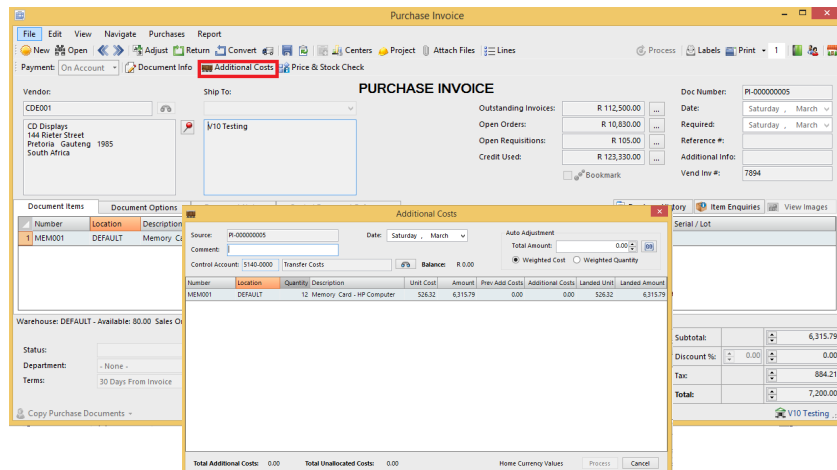 Purchase Invoice
File Edit View Navigate Purchases Report
New Open Adjust Return Convert Centers Project Attach Files Lines Process Labels Print 1
Payment: On Account Document Info Additional Costs Price & Stock Check
PURCHASE INVOICE
Vendor: Ship To: Doc Number: PI-000000005
CDE001 Outstanding Invoices: R 112,500.00 ... Date: Saturday , March
CD Displays V10 Testing Open Orders: R 10,830.00 ... Required: Saturday , March
144 Rieter Street
Pretoria Gauteng 1985 Open Requisitions: R 105.00 ... Reference #:
South Africa Credit Used: R 123,330.00 ... Additional Info:
Bookmark Vend Inv #: 7894
Document Items Document Options Item Enquiries View Images
Number Location Description Serial / Lot
1 MEM001 DEFAULT Memory
Additional Costs
Source: PI-000000005 Date: Saturday , March Auto Adjustment
Comment: Total Amount: 0.00
Control Account: 5140-0000 Transfer Costs Balance: R 0.00 Weighted Cost Weighted Quantity
Number Location Quantity Description Unit Cost Amount Prev Add Costs Additional Costs Landed Unit Landed Amount
MEM001 DEFAULT 12 Memory Card - HP Computer 526.32 6,315.79 0.00 0.00 526.32 6,315.79
Warehouse: DEFAULT - Available: 80.00 Sales
Subtotal: 6,315.79
Status: Discount %: 0.00 0.00
Department: - None -
Terms: 30 Days From Invoice Tax: 884.21
Total: 7,200.00
Copy Purchase Documents V10 Testing
Total Additional Costs: 0.00 Total Unallocated Costs: 0.00 Home Currency Values Process Cancel